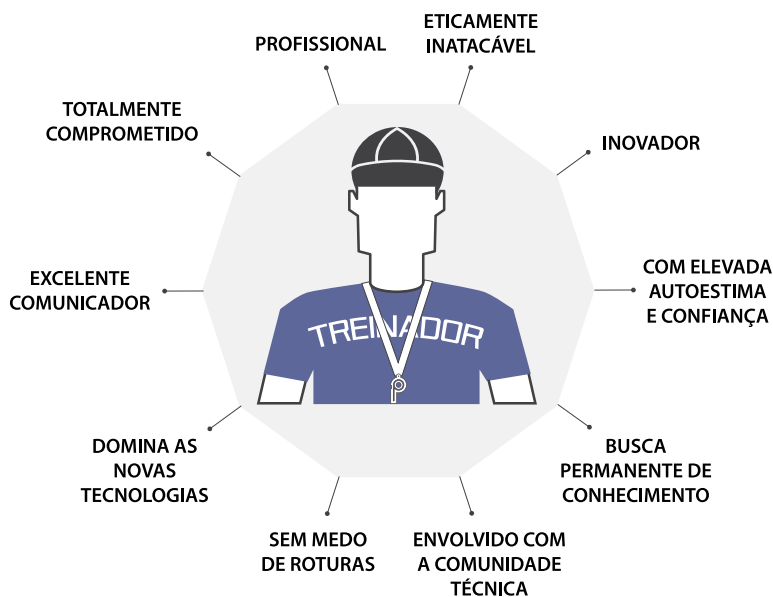 PROFISSIONAL
ETICAMENTE
INATACÁVEL
TOTALMENTE
COMPROMETIDO
INOVADOR
EXCELENTE
COMUNICADOR
COM ELEVADA
AUTOESTIMA
E CONFIANÇA
TREINADOR
DOMINA AS
NOVAS
TECNOLOGIAS
BUSCA
PERMANENTE DE
CONHECIMENTO
SEM MEDO
DE ROTURAS
ENVOLVIDO COM
A COMUNIDADE
TÉCNICA